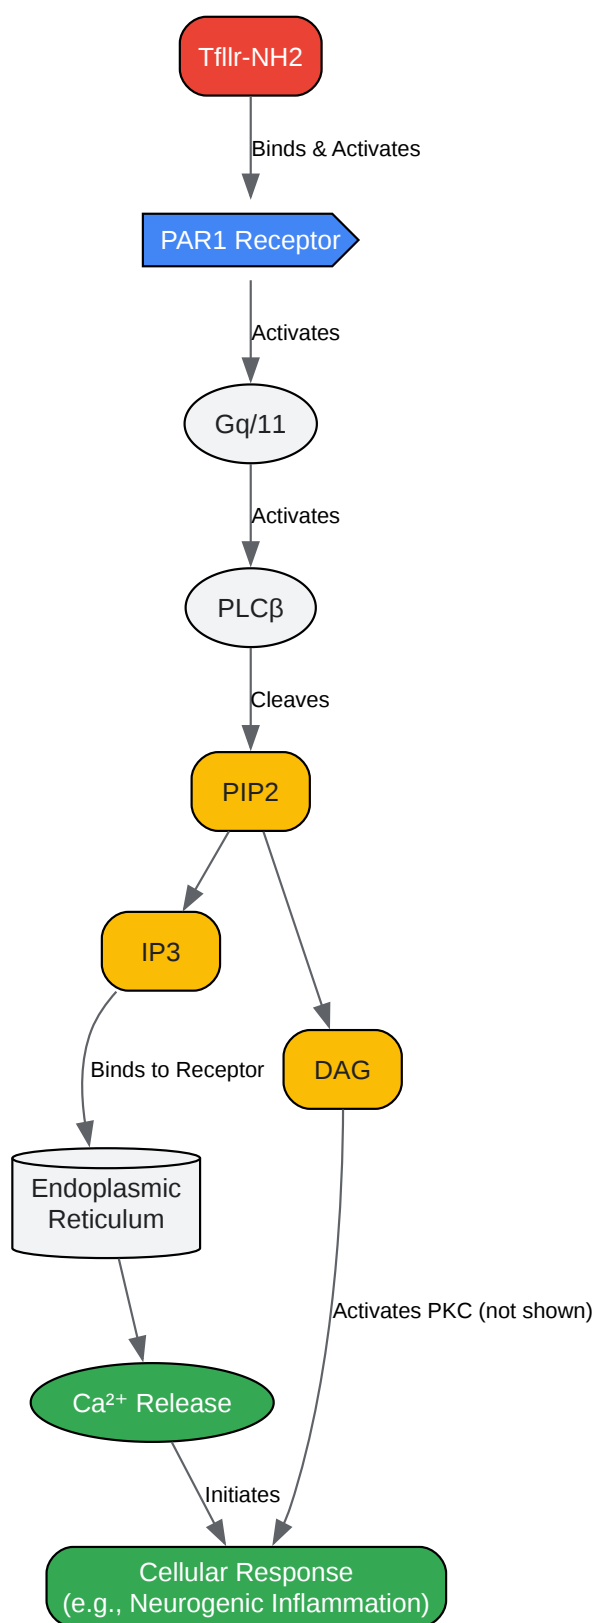 Tfllr-NH2
Binds & Activates
PAR1 Receptor
Activates
Gq/11
Activates
PLCβ
Cleaves
PIP2
IP3
Binds to Receptor
DAG
Endoplasmic
Reticulum
Activates PKC (not shown)
Ca²⁺ Release
Initiates
Cellular Response
(e.g., Neurogenic Inflammation)